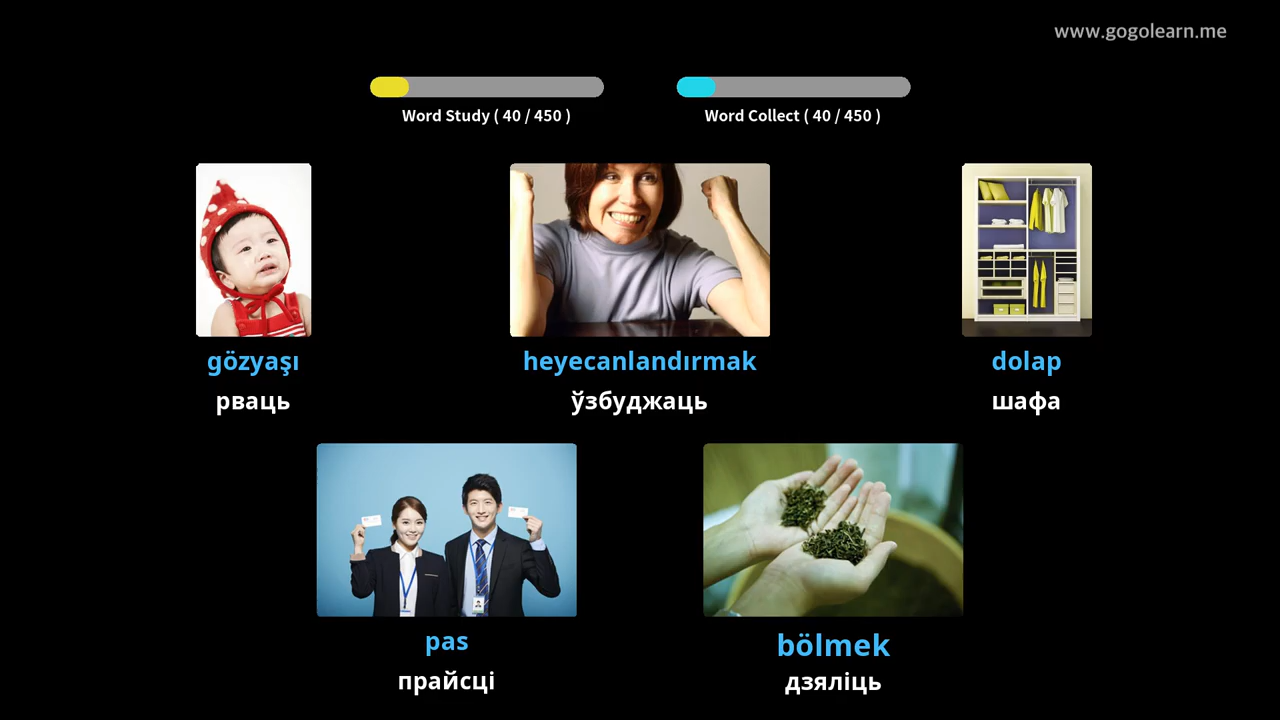 www.gogolearn.me
Word Study ( 40 / 450 )
Word Collect ( 40 / 450 )
gözyaşı
рваць
heyecanlandırmak
ўзбуджаць
dolap
шафа
pas
прайсці
bölmek
дзяліць